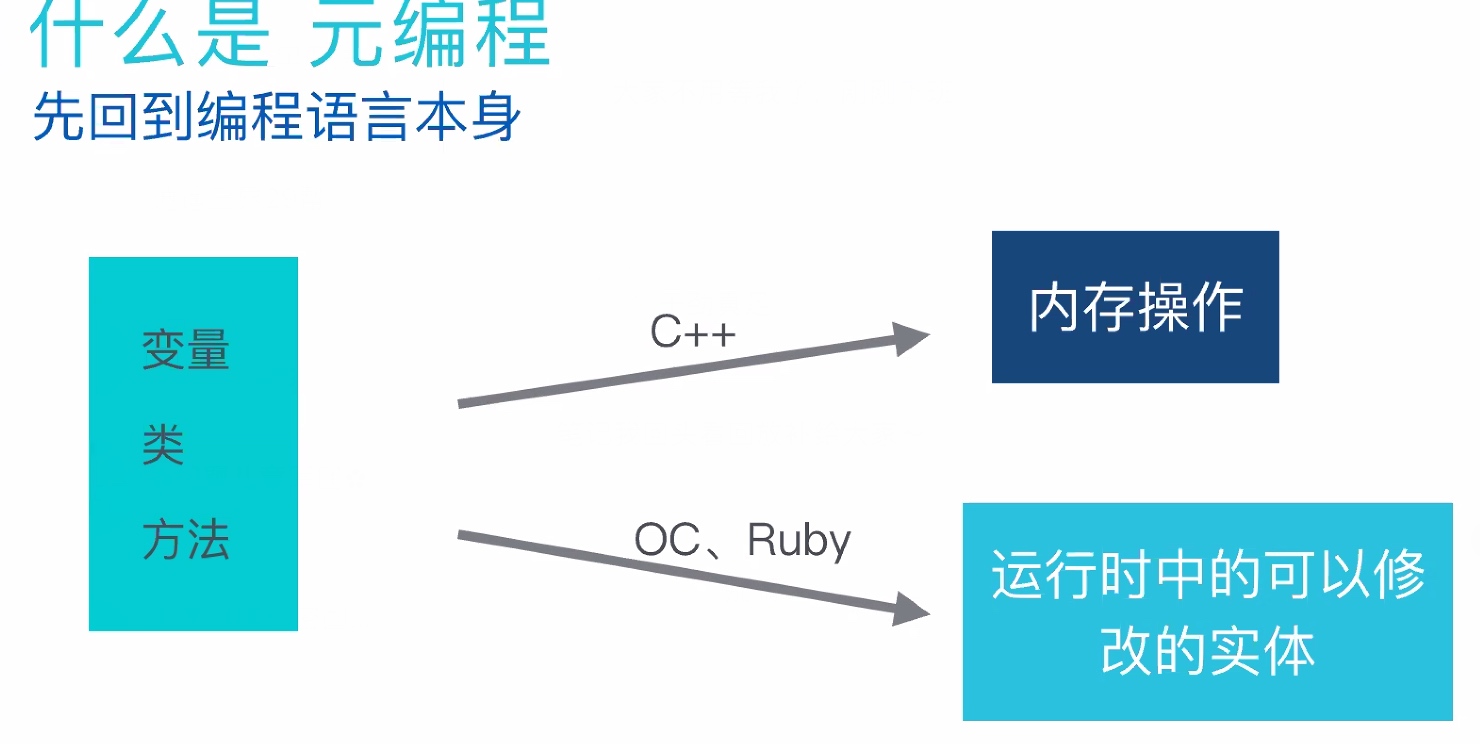 什么是 元编程
先回到编程语言本身
变量
类
方法
C++
内存操作
OC、Ruby
运行时中的可以修
改的实体